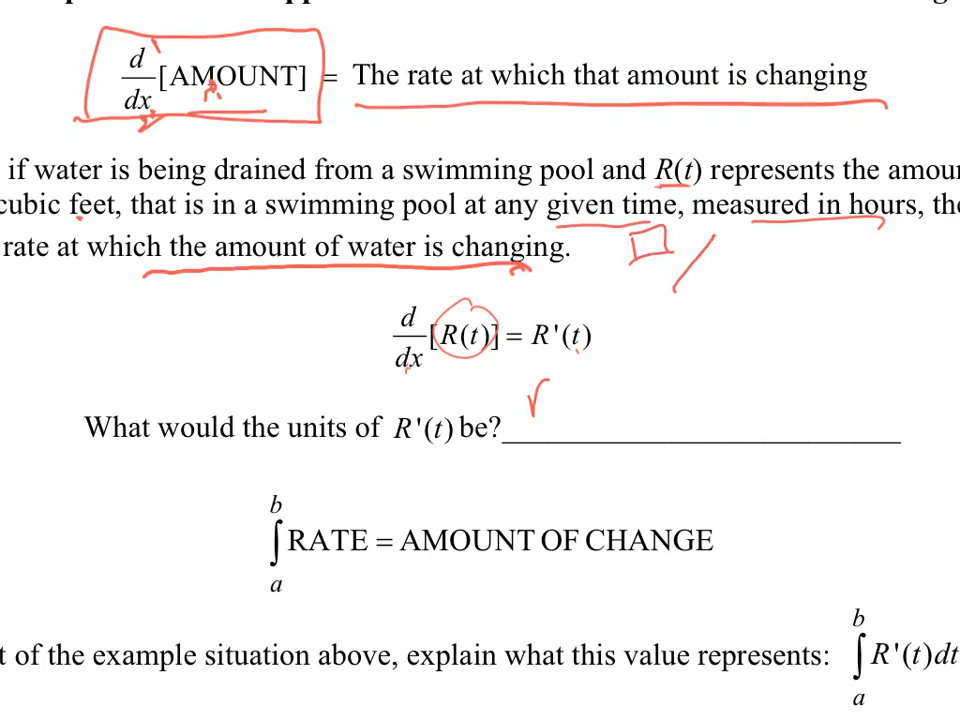 d/dx [AMOUNT] = The rate at which that amount is changing
if water is being drained from a swimming pool and R(t) represents the
cubic feet, that is in a swimming pool at any given time, measured in hours,
rate at which the amount of water is changing.
d/dx [R(t)] = R'(t)
What would the units of R'(t) be?
∫_a^b RATE = AMOUNT OF CHANGE
of the example situation above, explain what this value represents: ∫_a^b R'(t)dt